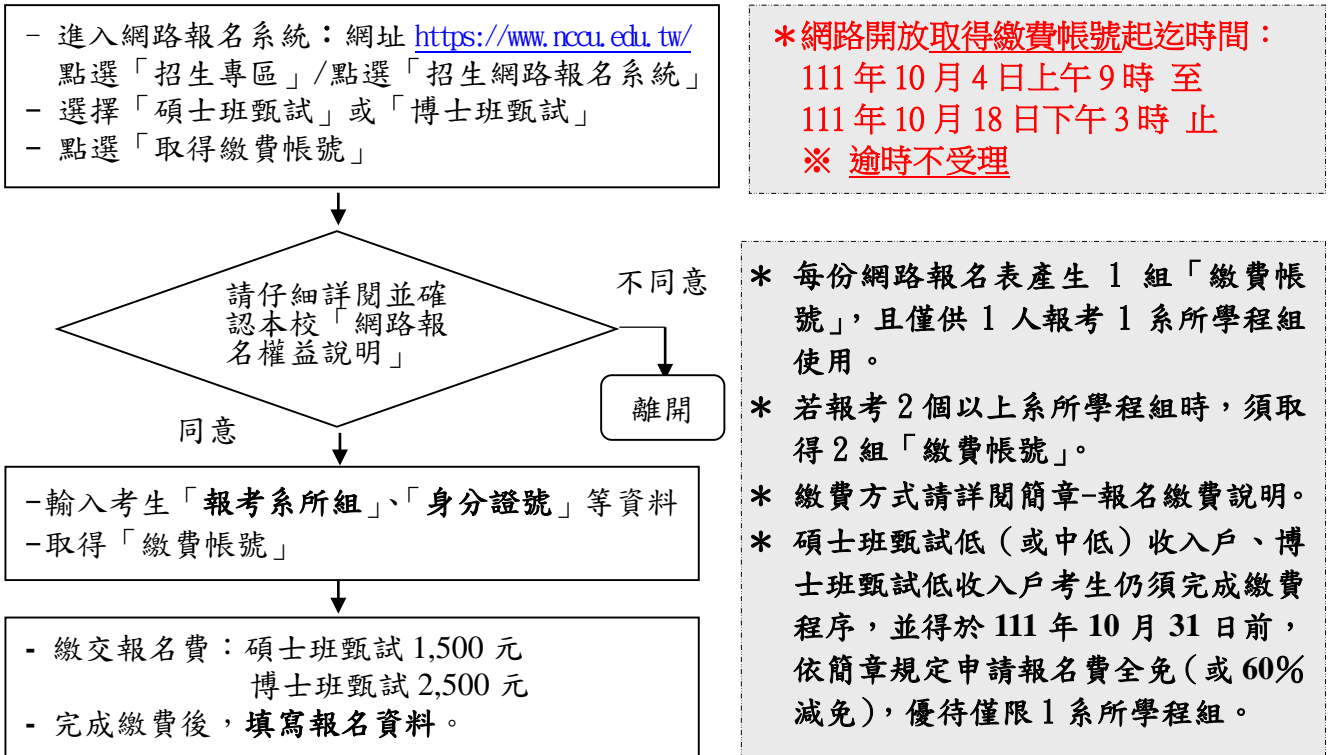 - 進入網路報名系統：網址 https://www.nccu.edu.tw/
點選「招生專區」/點選「招生網路報名系統」
- 選擇「碩士班甄試」或「博士班甄試」
- 點選「取得繳費帳號」
＊網路開放取得繳費帳號起迄時間：
111 年 10 月 4 日上午 9 時 至
111 年 10 月 18 日下午 3 時 止
※ 逾時不受理
請仔細詳閱並確
認本校「網路報
名權益說明」
不同意
離開
同意
-輸入考生「報考系所組」、「身分證號」等資料
-取得「繳費帳號」
- 繳交報名費：碩士班甄試 1,500 元
博士班甄試 2,500 元
- 完成繳費後，填寫報名資料。
＊ 每份網路報名表產生 1 組「繳費帳
號」，且僅供 1 人報考 1 系所學程組
使用。
＊ 若報考 2 個以上系所學程組時，須取
得 2 組「繳費帳號」。
＊ 繳費方式請詳閱簡章-報名繳費說明。
＊ 碩士班甄試低（或中低）收入戶、博
士班甄試低收入戶考生仍須完成繳費
程序，並得於 111 年 10 月 31 日前，
依簡章規定申請報名費全免（或 60%
減免），優待僅限 1 系所學程組。